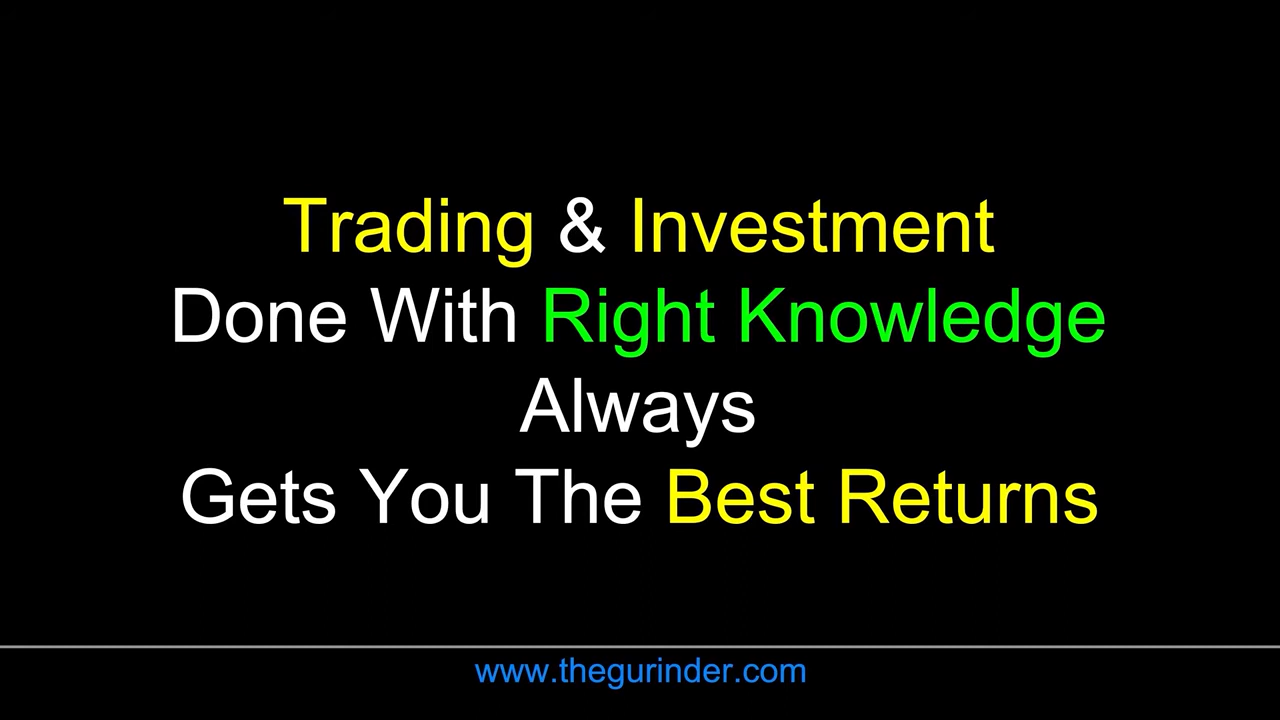 Trading & Investment
Done With Right Knowledge
Always
Gets You The Best Returns
www.thegurinder.com